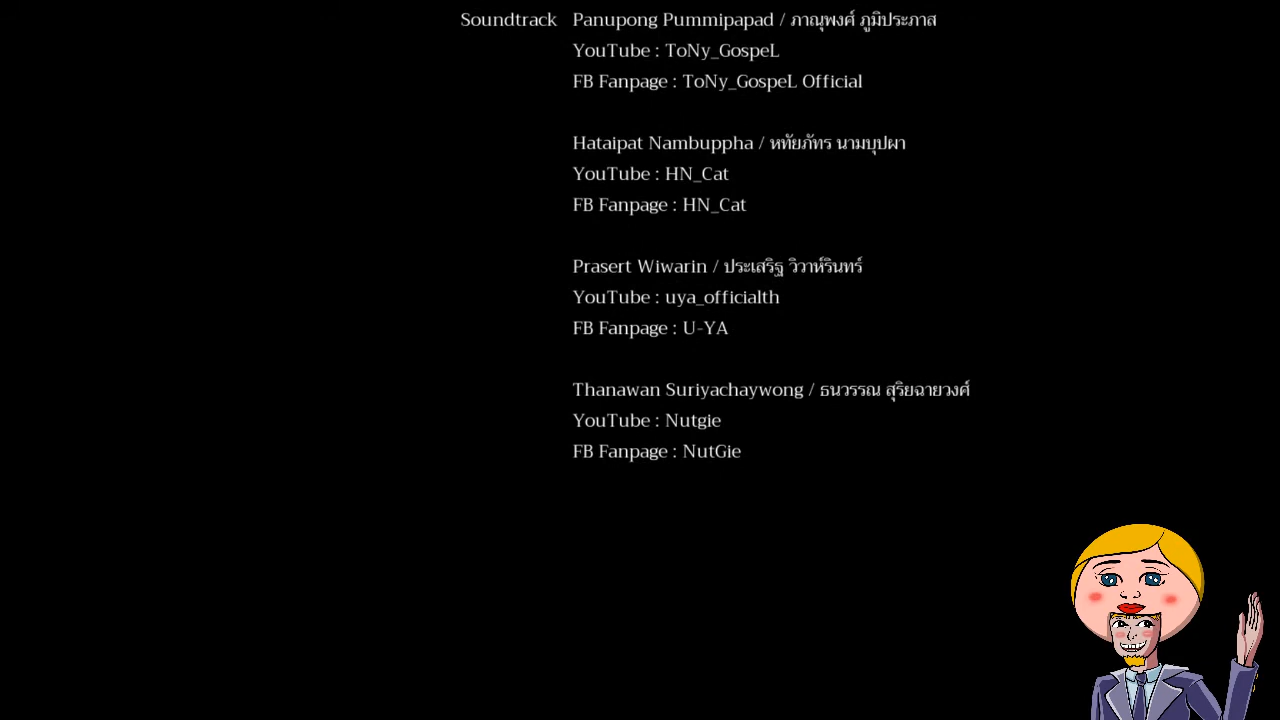 Soundtrack Panupong Pummipapad / ภาณุพงศ์ ภูมิประภาส
YouTube : ToNy_GospeL
FB Fanpage : ToNy_GospeL Official
Hataipat Nambuppha / หทัยภัทร นามบุปผา
YouTube : HN_Cat
FB Fanpage : HN_Cat
Prasert Wiwarin / ประเสริฐ วิวาห์รินทร์
YouTube : uya_officialth
FB Fanpage : U-YA
Thanawan Suriyachaywong / ธนวรรณ สุริยฉายวงศ์
YouTube : Nutgie
FB Fanpage : NutGie